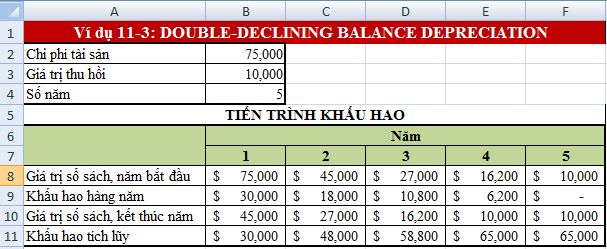 A B C D E F
1 Ví dụ 11-3: DOUBLE-DECLINING BALANCE DEPRECIATION
2 Chi phí tài sản 75,000
3 Giá trị thu hồi 10,000
4 Số năm 5
5 TIẾN TRÌNH KHẤU HAO
6 Năm
7 1 2 3 4 5
8 Giá trị sổ sách, năm bắt đầu $ 75,000 $ 45,000 $ 27,000 $ 16,200 $ 10,000
9 Khấu hao hàng năm $ 30,000 $ 18,000 $ 10,800 $ 6,200 $ -
10 Giá trị sổ sách, kết thúc năm $ 45,000 $ 27,000 $ 16,200 $ 10,000 $ 10,000
11 Khấu hao tích lũy $ 30,000 $ 48,000 $ 58,800 $ 65,000 $ 65,000